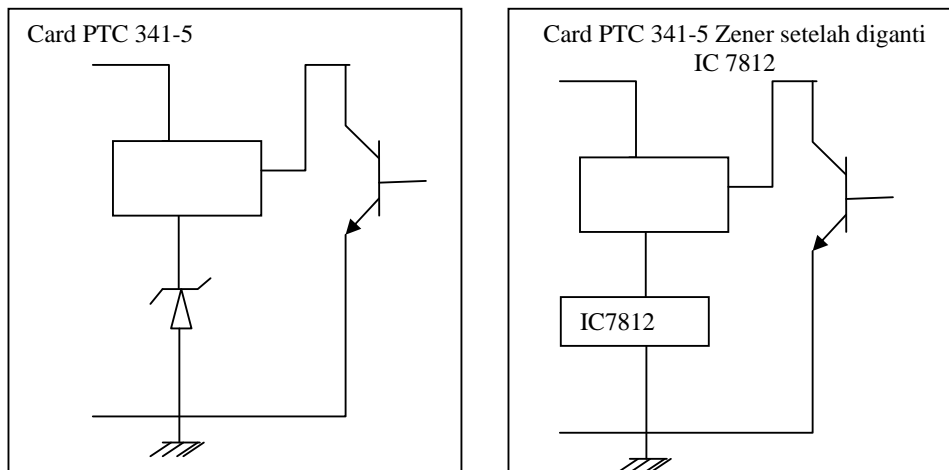 Card PTC 341-5
Card PTC 341-5 Zener setelah diganti
IC 7812
IC7812